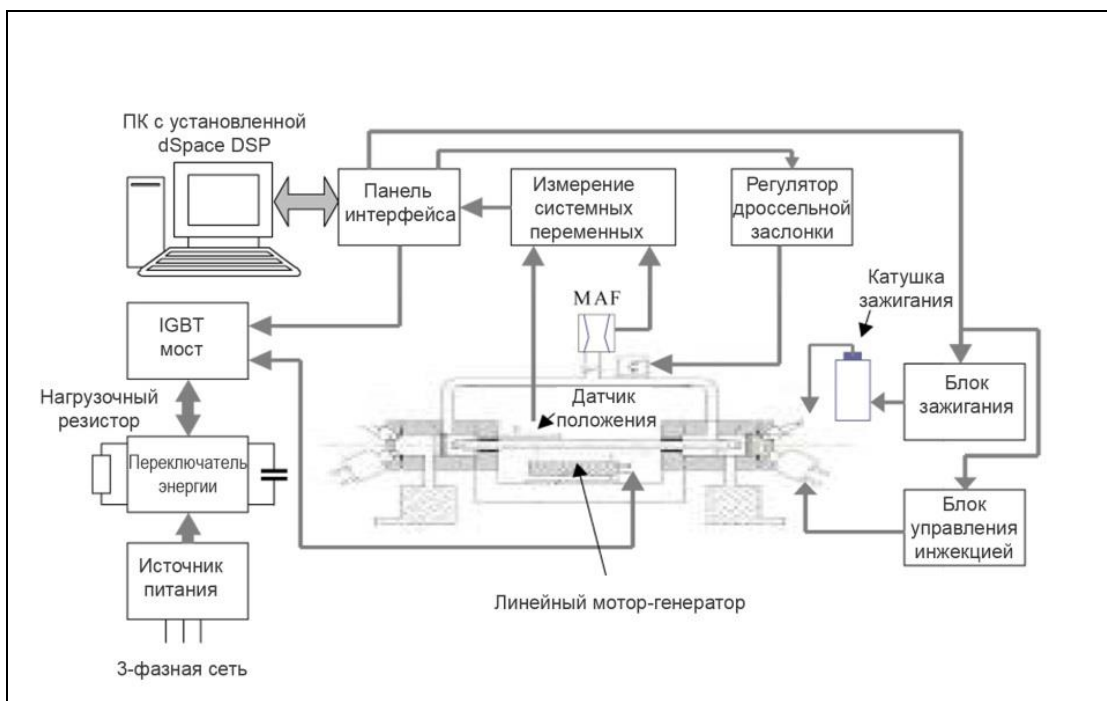 ПК с установленной
dSpace DSP
Панель
интерфейса
Измерение
системных
переменных
Регулятор
дроссельной
заслонки
Катушка
зажигания
MAF
IGBT
мост
Нагрузочный
резистор
Датчик
положения
Блок
зажигания
Переключатель
энергии
Блок
управления
инжекцией
Источник
питания
Линейный мотор-генератор
3-фазная сеть